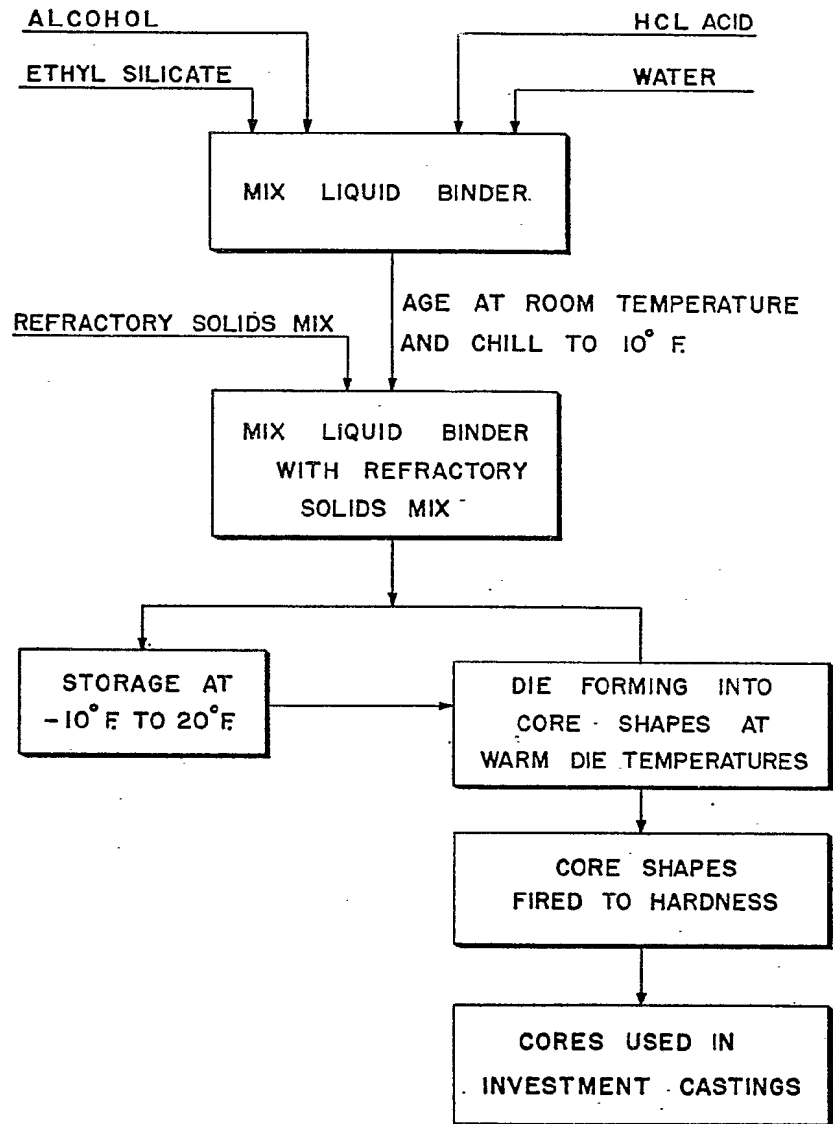 ALCOHOL
HCL ACID
ETHYL SILICATE
WATER
MIX LIQUID BINDER.
AGE AT ROOM TEMPERATURE
AND CHILL TO 10° F.
REFRACTORY SOLIDS MIX
MIX LIQUID BINDER
WITH REFRACTORY
SOLIDS MIX
STORAGE AT
-10° F. TO 20° F.
DIE FORMING INTO
CORE SHAPES AT
WARM DIE TEMPERATURES
CORE SHAPES
FIRED TO HARDNESS
CORES USED IN
INVESTMENT CASTINGS